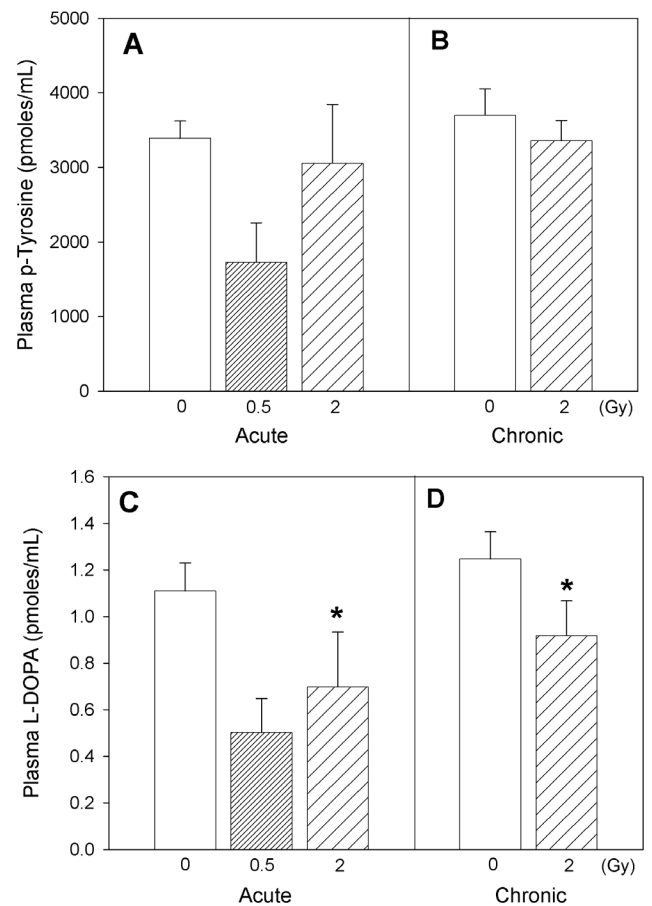 Plasma p-Tyrosine (pmoles/mL)
5000
4000
3000
2000
1000
0
A
B
0
0.5
2
0
2
(Gy)
Acute
Chronic
Plasma L-DOPA (pmoles/mL)
1.6
1.4
1.2
1.0
0.8
0.6
0.4
0.2
0.0
C
D
*
*
0
0.5
2
0
2
(Gy)
Acute
Chronic